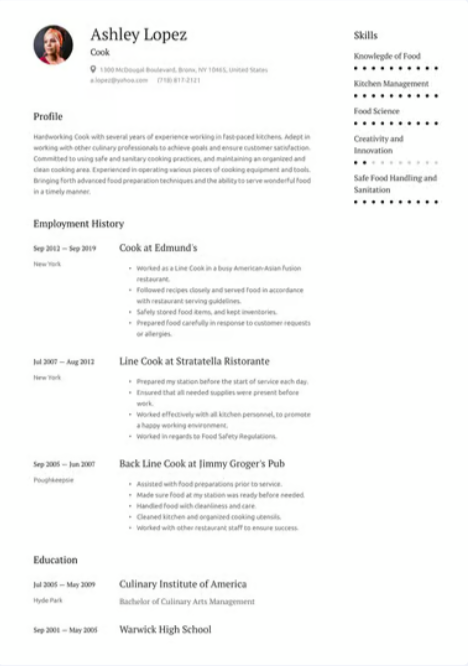 Ashley Lopez
Cook
1300 McDougal Boulevard, Bronx, NY 10463, United States
a.lopez@yahoo.com (718) 817-2121
Profile
Hardworking Cook with several years of experience working in fast-paced kitchens. Adept in
working with other culinary professionals to achieve goals and ensure customer satisfaction.
Committed to using safe and sanitary cooking practices, and maintaining an organized and
clean cooking area. Experienced in operating various pieces of cooking equipment and tools.
Bringing forth advanced food preparation techniques and the ability to serve wonderful food
in a timely manner.
Employment History
Sep 2012 — Sep 2019
New York
Cook at Edmund's
• Worked as a Line Cook in a busy American-Asian fusion
restaurant.
• Followed recipes closely and served food in accordance
with restaurant serving guidelines.
• Safely stored food items, and kept inventories.
• Prepared food carefully in response to customer requests
or allergies.
Jul 2007 — Aug 2012
New York
Line Cook at Stratatella Ristorante
• Prepared my station before the start of service each day.
• Ensured that all needed supplies were present before
work.
• Worked effectively with all kitchen personnel, to promote
a happy working environment.
• Worked in regards to Food Safety Regulations.
Sep 2005 — Jun 2007
Poughkeepsie
Back Line Cook at Jimmy Groger's Pub
• Assisted with food preparations prior to service.
• Made sure food at my station was ready before needed.
• Handled food with cleanliness and care.
• Cleaned kitchen and organized cooking utensils.
• Worked with other restaurant staff to ensure success.
Education
Jul 2005 — May 2009
Hyde Park
Culinary Institute of America
Bachelor of Culinary Arts Management
Sep 2001 — May 2005
Warwick High School
Skills
Knowlegde of Food
Kitchen Management
Food Science
Creativity and
Innovation
Safe Food Handling and
Sanitation